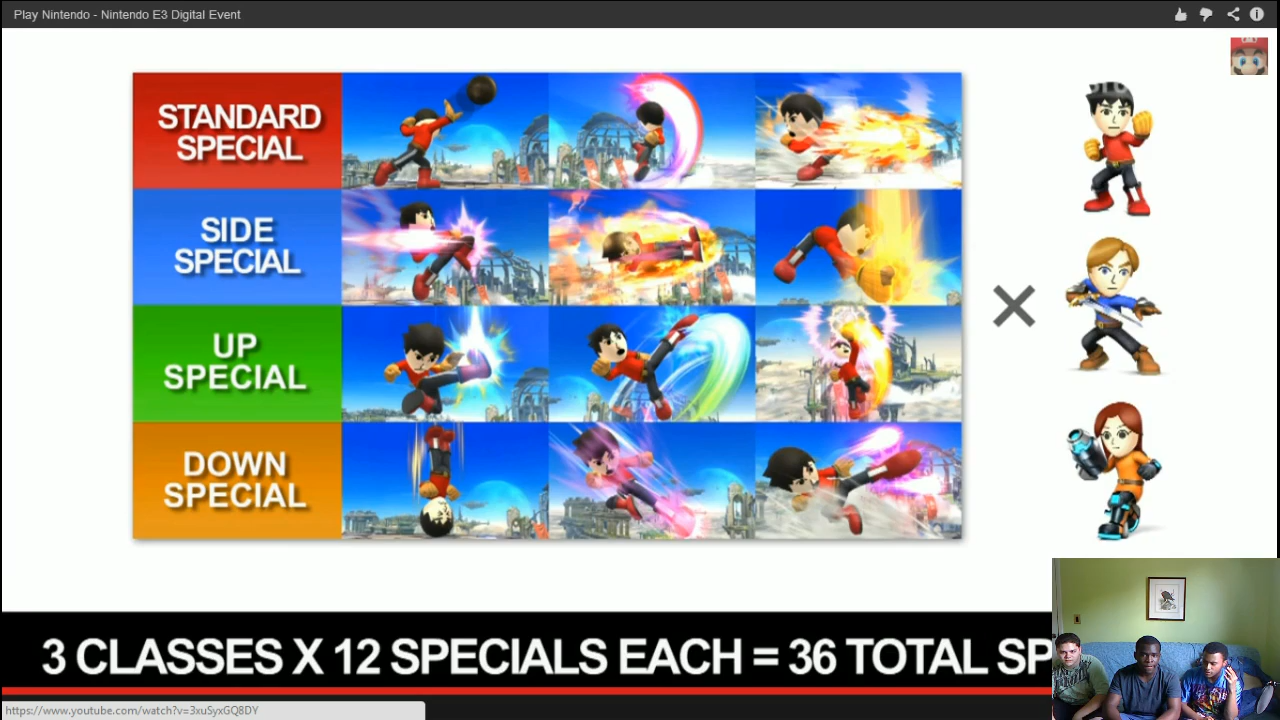 Play Nintendo - Nintendo E3 Digital Event
STANDARD
SPECIAL
SIDE
SPECIAL
UP
SPECIAL
DOWN
SPECIAL
3 CLASSES X 12 SPECIALS EACH = 36 TOTAL SP
https://www.youtube.com/watch?v=3xuSyxGQ8DY